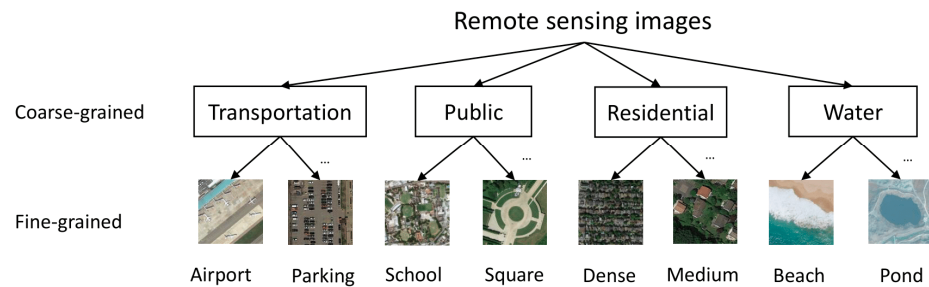 Remote sensing images
Coarse-grained
Transportation
Public
Residential
Water
...
...
...
...
Fine-grained
Airport
Parking
School
Square
Dense
Medium
Beach
Pond